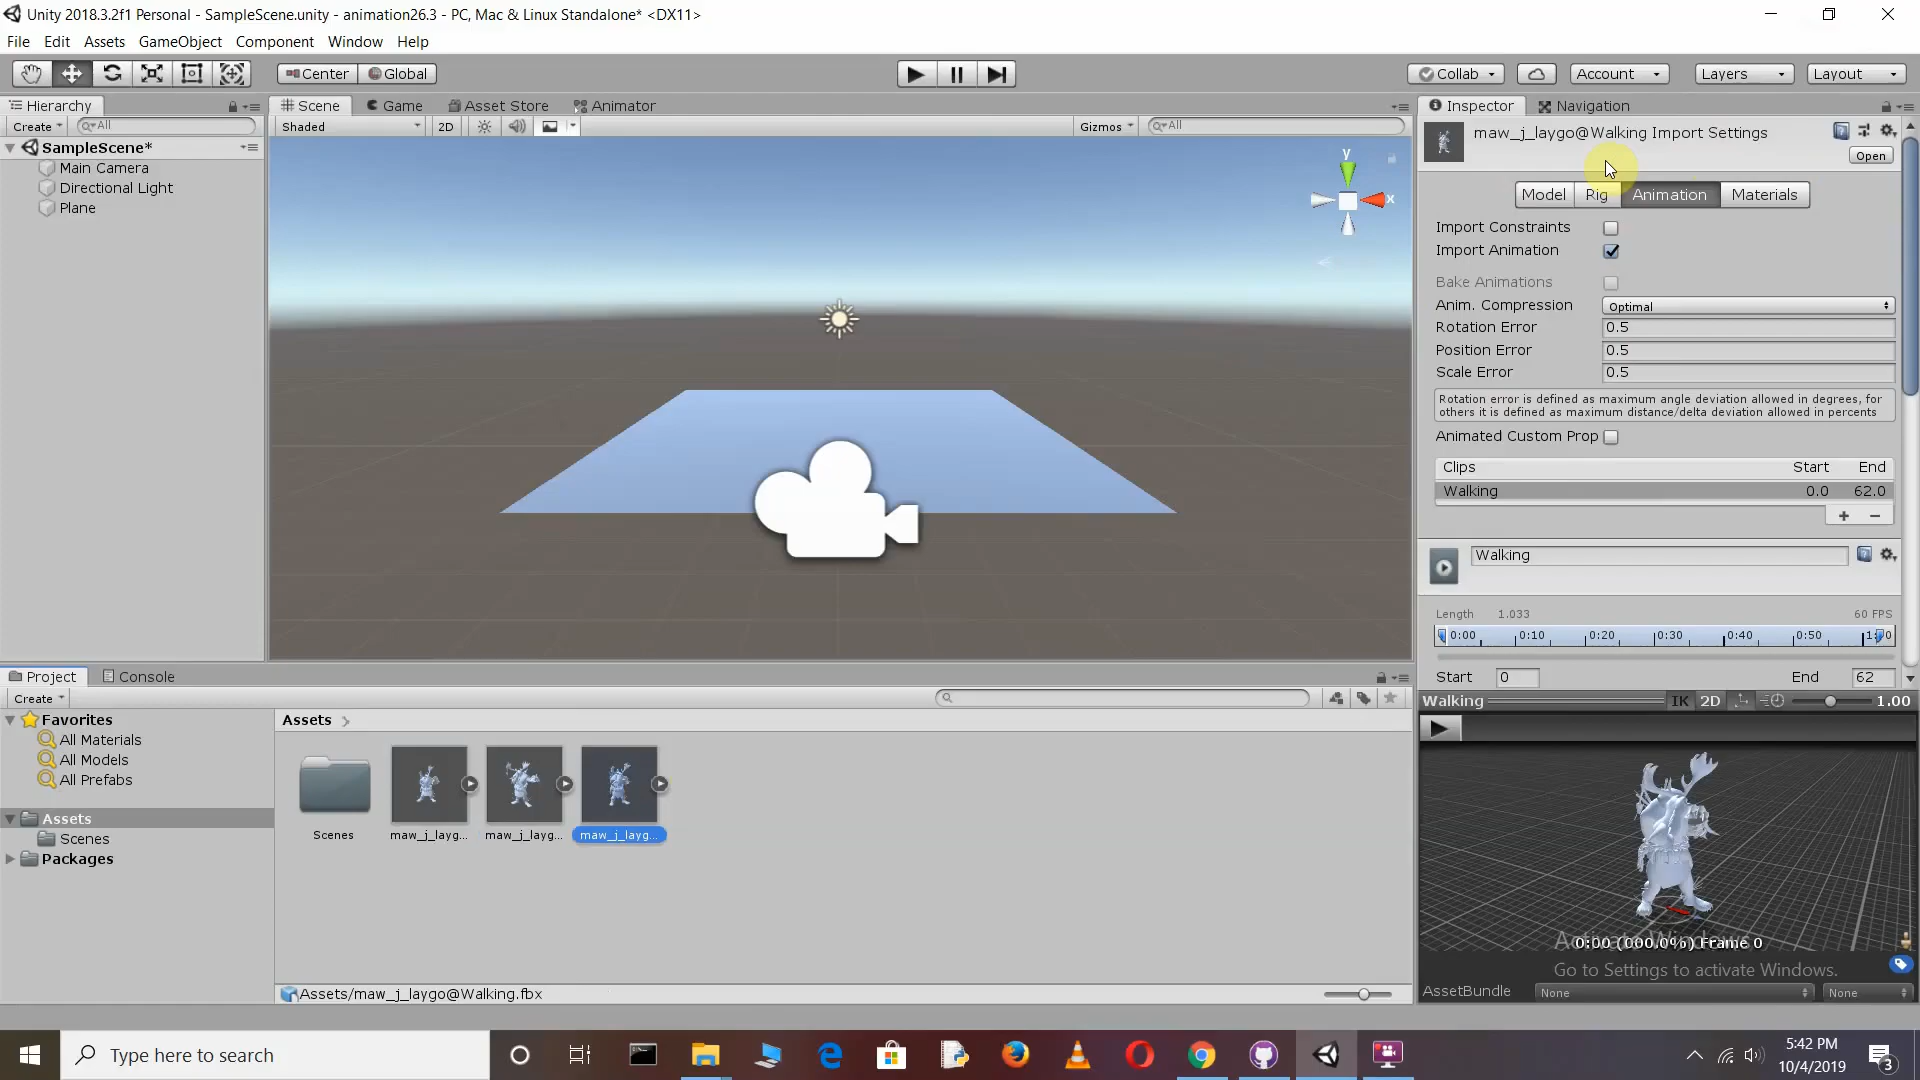 Unity 2018.3.2f1 Personal - SampleScene.unity - animation26.3 - PC, Mac & Linux Standalone* <DX11>
File Edit Assets GameObject Component Window Help
Center Global Collab Account Layers Layout
Hierarchy Scene Game Asset Store Animator Inspector Navigation
Create All Shaded 2D Gizmos All
SampleScene*
Main Camera
Directional Light
Plane
y
x
maw_j_laygo@Walking Import Settings
Open
Model Rig Animation Materials
Import Constraints
Import Animation
Bake Animations
Anim. Compression Optimal
Rotation Error 0.5
Position Error 0.5
Scale Error 0.5
Rotation error is defined as maximum angle deviation allowed in degrees, for
others it is defined as maximum distance/delta deviation allowed in percents
Animated Custom Prop
Clips Start End
Walking 0.0 62.0
+ −
Walking
Length 1.033 60 FPS
0:00 0:10 0:20 0:30 0:40 0:50
Start 0 End 62
Walking IK 2D 1.00
0:00 (000.0%) Frame 0
Activate Windows
Go to Settings to activate Windows.
AssetBundle None None
Project Console
Create
Favorites
All Materials
All Models
All Prefabs
Assets
Scenes
Packages
Assets
Scenes maw_j_layg... maw_j_layg... maw_j_layg...
Assets/maw_j_laygo@Walking.fbx
Type here to search
5:42 PM
10/4/2019
3